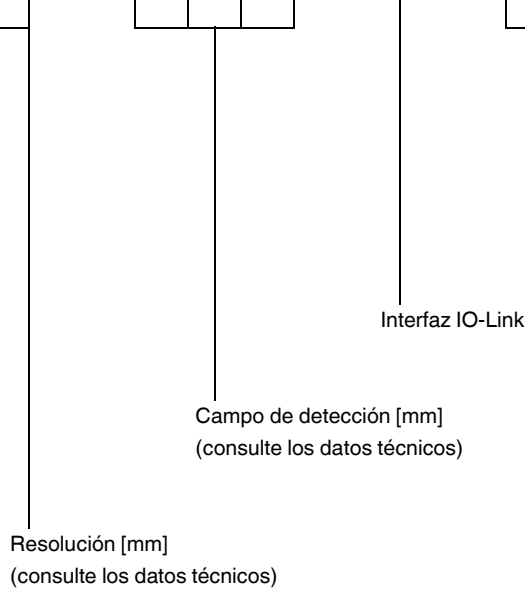 Interfaz IO-Link
Campo de detección [mm]
(consulte los datos técnicos)
Resolución [mm]
(consulte los datos técnicos)